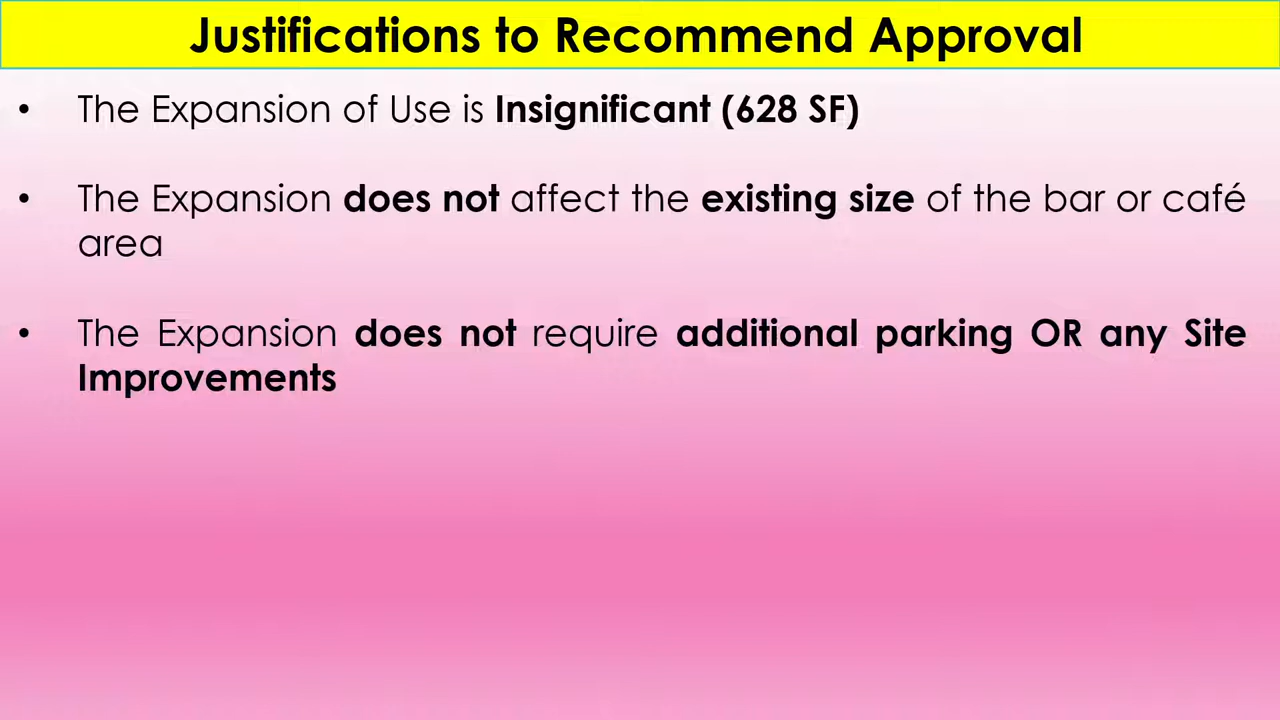 Justifications to Recommend Approval
• The Expansion of Use is Insignificant (628 SF)
• The Expansion does not affect the existing size of the bar or café
area
• The Expansion does not require additional parking OR any Site
Improvements